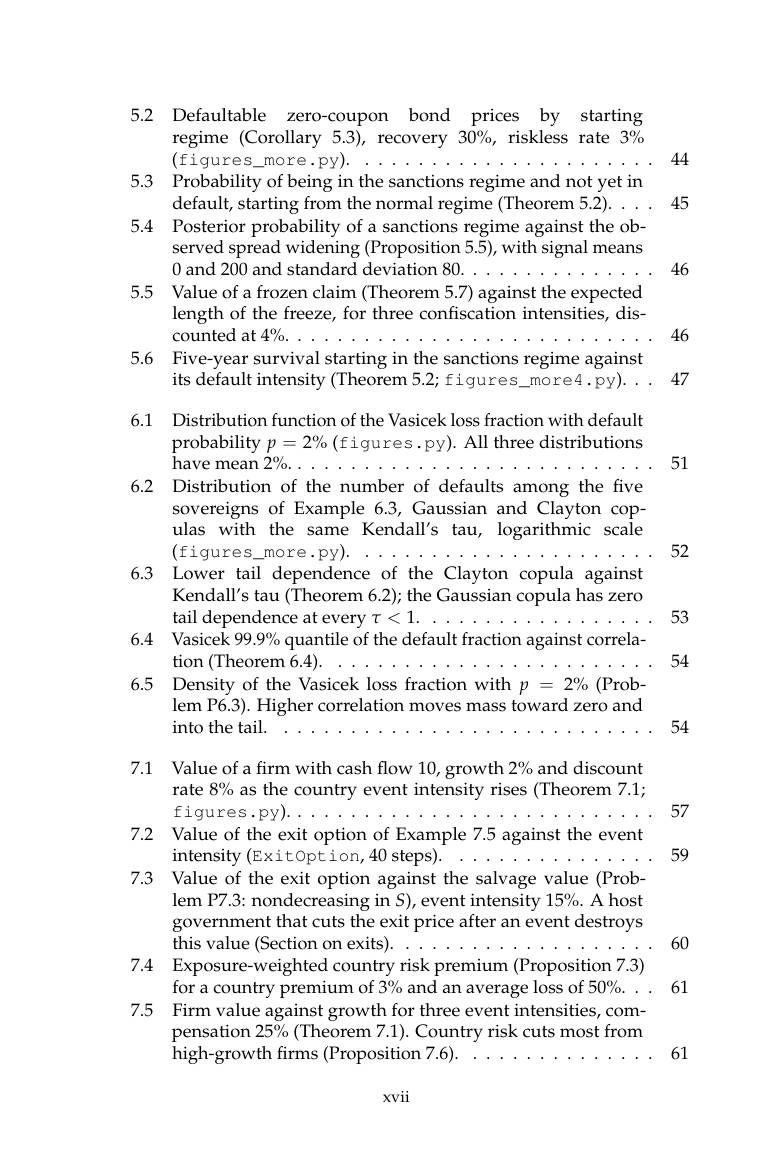 5.2 Defaultable zero-coupon bond prices by starting
regime (Corollary 5.3), recovery 30%, riskless rate 3%
(figures_more.py). . . . . . . . . . . . . . . . . . . . . . . . 44
5.3 Probability of being in the sanctions regime and not yet in
default, starting from the normal regime (Theorem 5.2). . . . 45
5.4 Posterior probability of a sanctions regime against the ob-
served spread widening (Proposition 5.5), with signal means
0 and 200 and standard deviation 80. . . . . . . . . . . . . . . 46
5.5 Value of a frozen claim (Theorem 5.7) against the expected
length of the freeze, for three confiscation intensities, dis-
counted at 4%. . . . . . . . . . . . . . . . . . . . . . . . . . . . 46
5.6 Five-year survival starting in the sanctions regime against
its default intensity (Theorem 5.2; figures_more4.py). . . 47
6.1 Distribution function of the Vasicek loss fraction with default
probability p = 2% (figures.py). All three distributions
have mean 2%. . . . . . . . . . . . . . . . . . . . . . . . . . . . 51
6.2 Distribution of the number of defaults among the five
sovereigns of Example 6.3, Gaussian and Clayton cop-
ulas with the same Kendall's tau, logarithmic scale
(figures_more.py). . . . . . . . . . . . . . . . . . . . . . . . 52
6.3 Lower tail dependence of the Clayton copula against
Kendall's tau (Theorem 6.2); the Gaussian copula has zero
tail dependence at every τ < 1. . . . . . . . . . . . . . . . . . . 53
6.4 Vasicek 99.9% quantile of the default fraction against correla-
tion (Theorem 6.4). . . . . . . . . . . . . . . . . . . . . . . . . 54
6.5 Density of the Vasicek loss fraction with p = 2% (Prob-
lem P6.3). Higher correlation moves mass toward zero and
into the tail. . . . . . . . . . . . . . . . . . . . . . . . . . . . . 54
7.1 Value of a firm with cash flow 10, growth 2% and discount
rate 8% as the country event intensity rises (Theorem 7.1;
figures.py). . . . . . . . . . . . . . . . . . . . . . . . . . . . 57
7.2 Value of the exit option of Example 7.5 against the event
intensity (ExitOption, 40 steps). . . . . . . . . . . . . . . . 59
7.3 Value of the exit option against the salvage value (Prob-
lem P7.3: nondecreasing in S), event intensity 15%. A host
government that cuts the exit price after an event destroys
this value (Section on exits). . . . . . . . . . . . . . . . . . . . 60
7.4 Exposure-weighted country risk premium (Proposition 7.3)
for a country premium of 3% and an average loss of 50%. . . 61
7.5 Firm value against growth for three event intensities, com-
pensation 25% (Theorem 7.1). Country risk cuts most from
high-growth firms (Proposition 7.6). . . . . . . . . . . . . . . 61
xvii